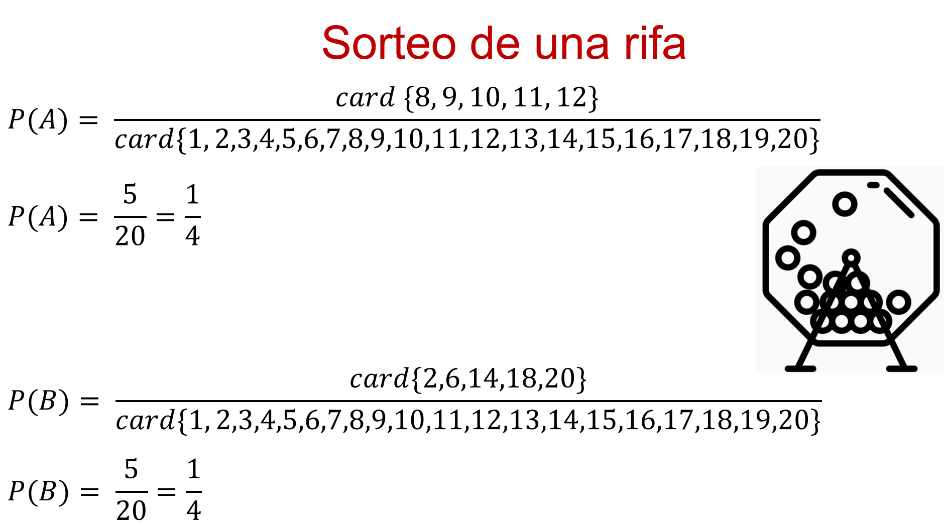 Sorteo de una rifa
P(A) = card {8, 9, 10, 11, 12} / card{1, 2,3,4,5,6,7,8,9,10,11,12,13,14,15,16,17,18,19,20}
P(A) = 5/20 = 1/4
P(B) = card{2,6,14,18,20} / card{1, 2,3,4,5,6,7,8,9,10,11,12,13,14,15,16,17,18,19,20}
P(B) = 5/20 = 1/4